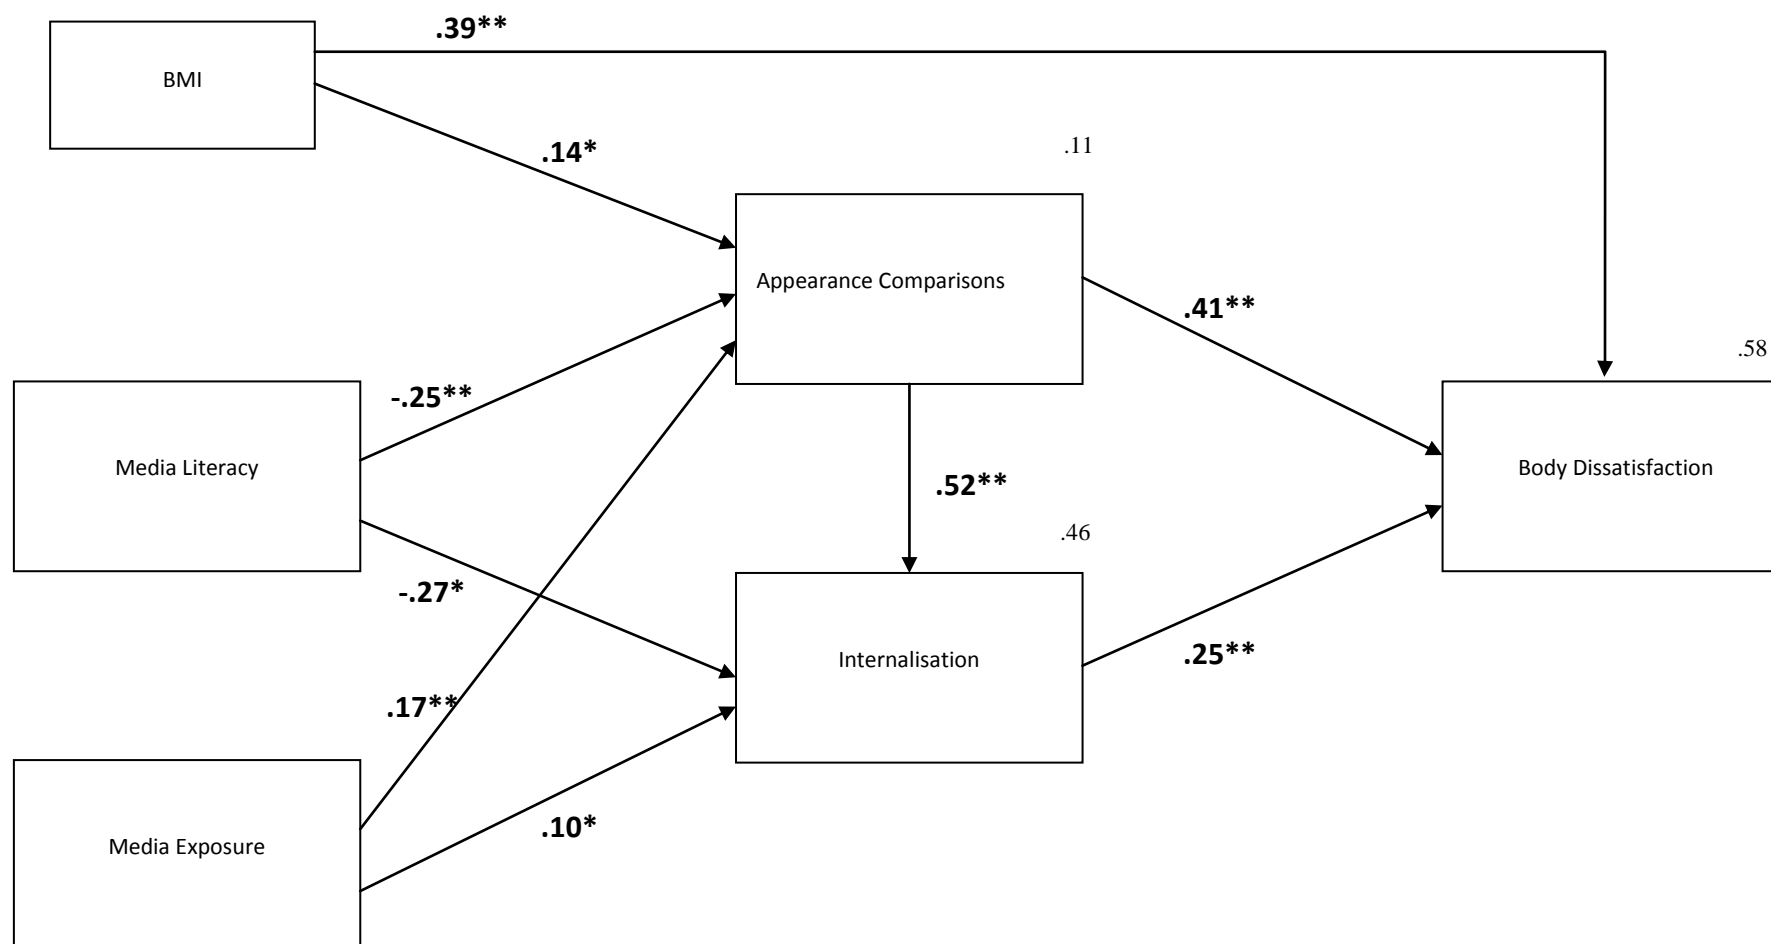 .39**
BMI
.14*
.11
Appearance Comparisons
.41**
.58
-.25**
Media Literacy
Body Dissatisfaction
.52**
.46
-.27*
Internalisation
.25**
.17**
.10*
Media Exposure